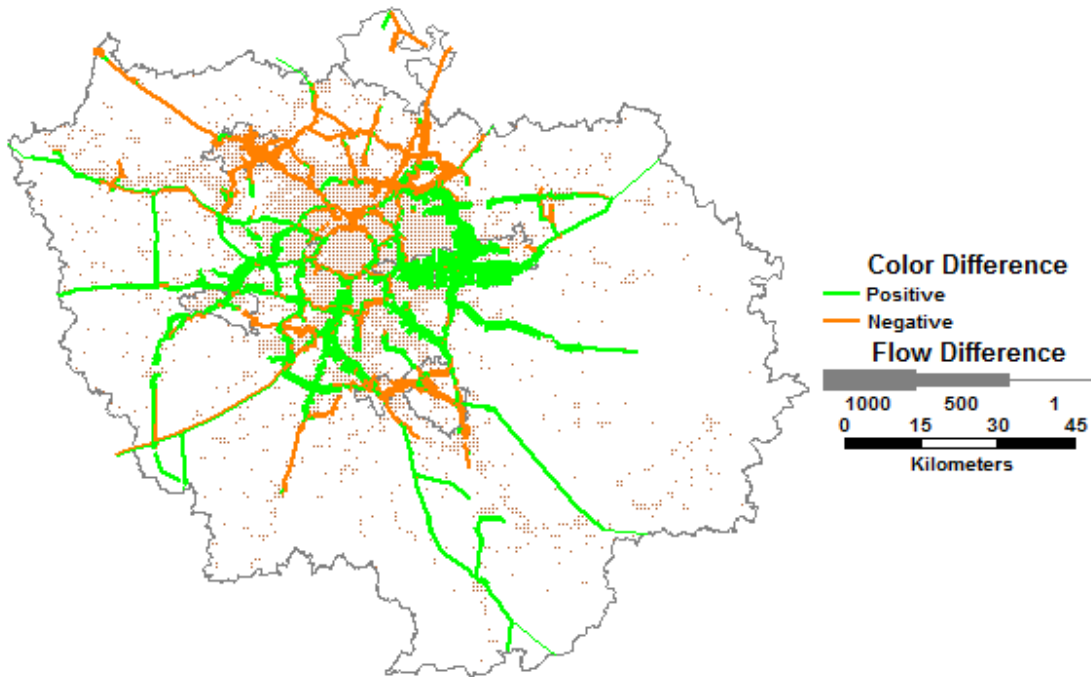 Color Difference
Positive
Negative
Flow Difference
1000 500 1
0 15 30 45
Kilometers